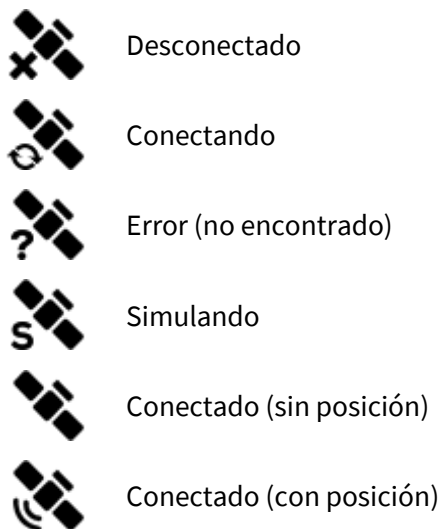 Desconectado
Conectando
? Error (no encontrado)
S Simulando
Conectado (sin posición)
Conectado (con posición)